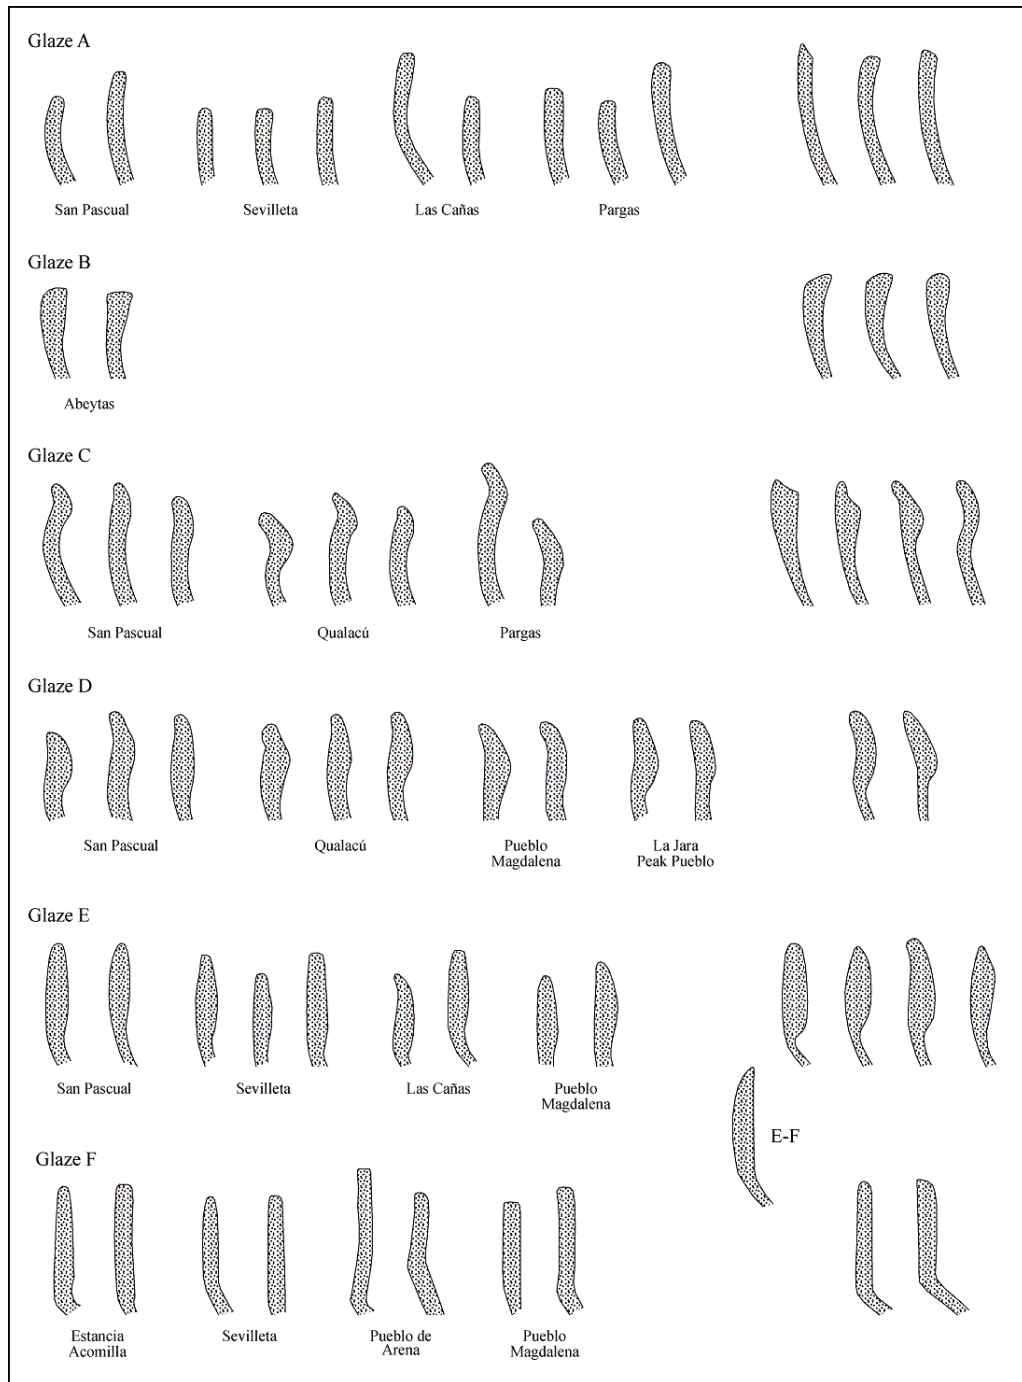 Glaze A
San Pascual
Sevilleta
Las Cañas
Pargas
Glaze B
Abeytas
Glaze C
San Pascual
Qualacú
Pargas
Glaze D
San Pascual
Qualacú
Pueblo
Magdalena
La Jara
Peak Pueblo
Glaze E
San Pascual
Sevilleta
Las Cañas
Pueblo
Magdalena
E-F
Glaze F
Estancia
Acomilla
Sevilleta
Pueblo de
Arena
Pueblo
Magdalena